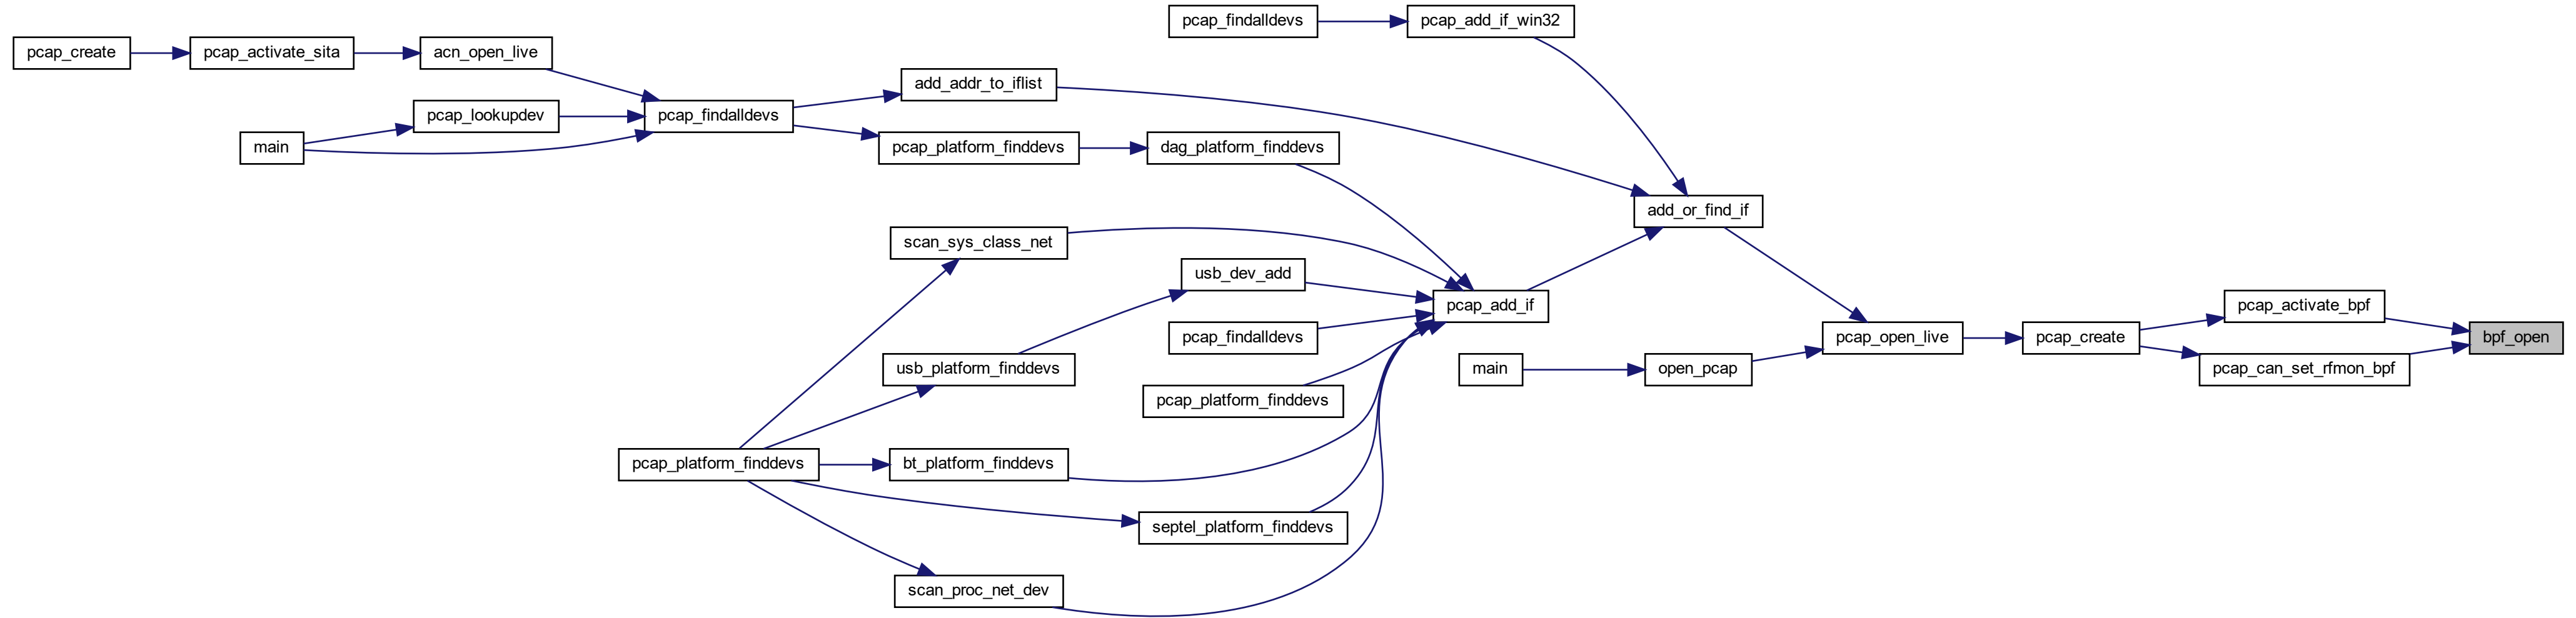 pcap_findalldevs
pcap_add_if_win32
pcap_create
pcap_activate_sita
acn_open_live
add_addr_to_iflist
pcap_lookupdev
pcap_findalldevs
main
pcap_platform_finddevs
dag_platform_finddevs
add_or_find_if
scan_sys_class_net
usb_dev_add
pcap_add_if
pcap_activate_bpf
pcap_findalldevs
pcap_open_live
pcap_create
bpf_open
usb_platform_finddevs
main
open_pcap
pcap_can_set_rfmon_bpf
pcap_platform_finddevs
pcap_platform_finddevs
bt_platform_finddevs
septel_platform_finddevs
scan_proc_net_dev